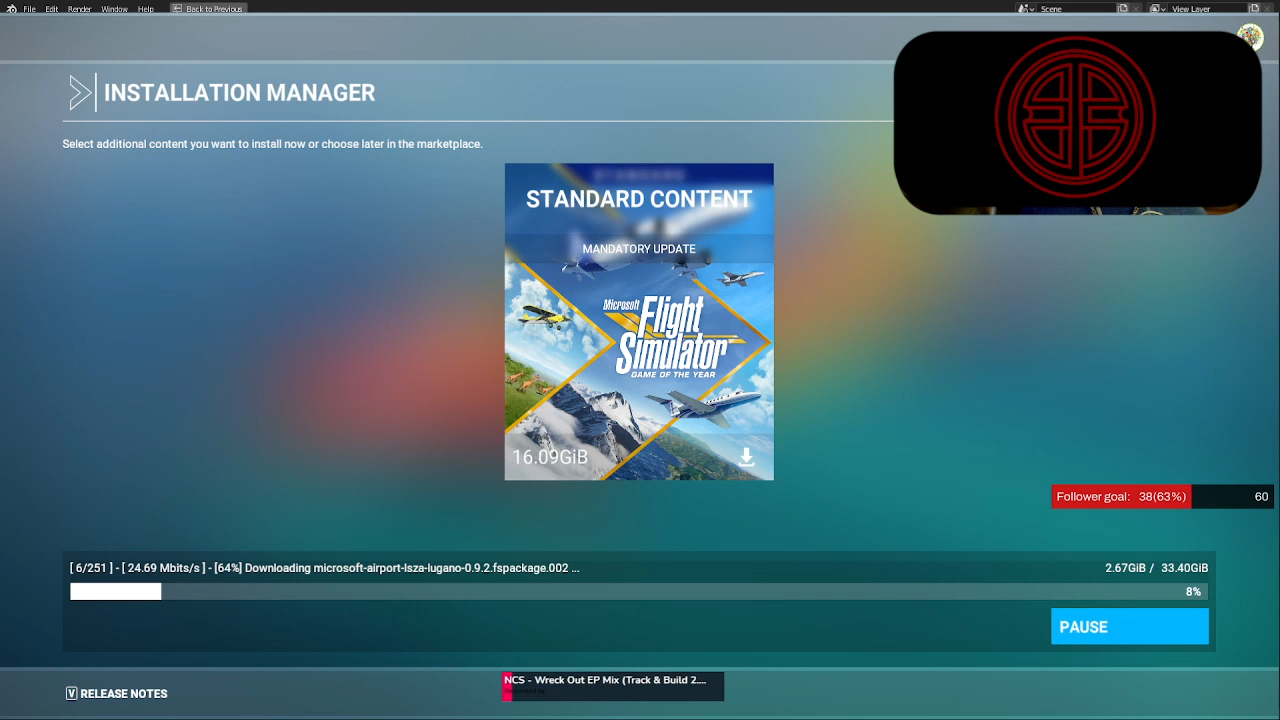 File Edit Render Window Help Back to Previous Scene View Layer
INSTALLATION MANAGER
Select additional content you want to install now or choose later in the marketplace.
STANDARD CONTENT
MANDATORY UPDATE
Microsoft
Flight
Simulator
GAME OF THE YEAR
16.09GiB
Follower goal: 38(63%) 60
[ 6/251 ] - [ 24.69 Mbits/s ] - [64%] Downloading microsoft-airport-lsza-lugano-0.9.2.fspackage.002 ... 2.67GiB / 33.40GiB
8%
PAUSE
V RELEASE NOTES
NCS - Wreck Out EP Mix (Track & Build 2....